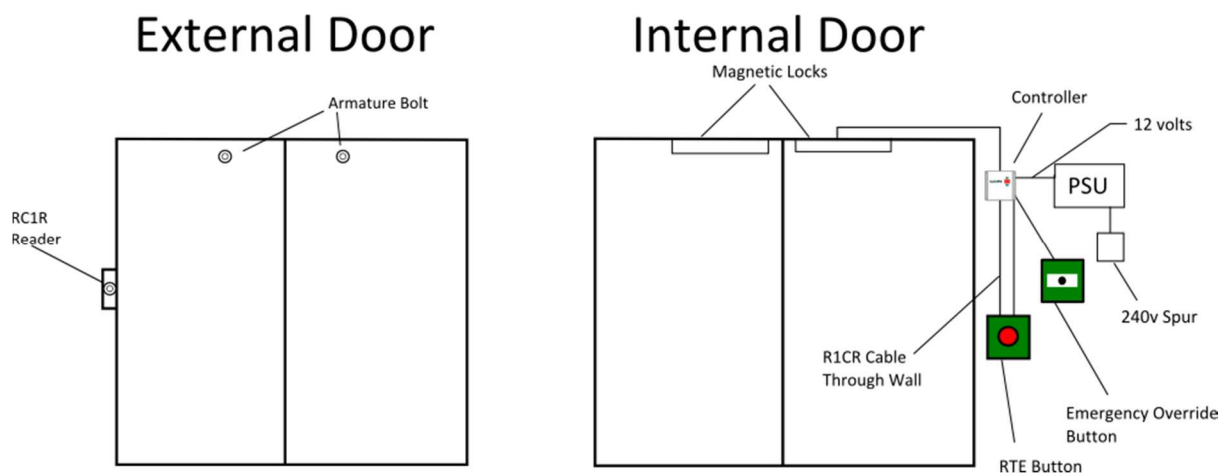 External Door
Internal Door
Magnetic Locks
Armature Bolt
Controller
12 volts
PSU
RC1R
Reader
240v Spur
R1CR Cable
Through Wall
Emergency Override
Button
RTE Button